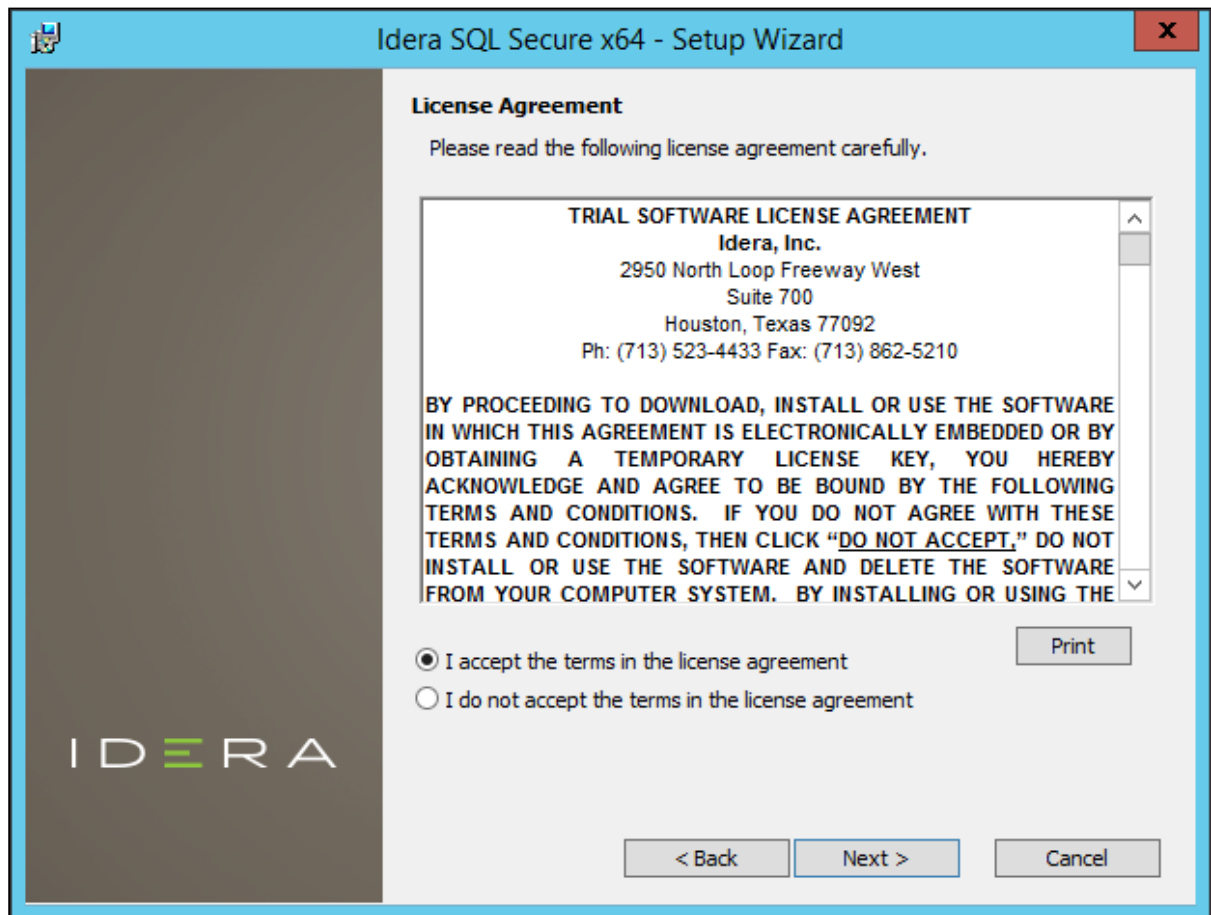 Idera SQL Secure x64 - Setup Wizard
x
License Agreement
Please read the following license agreement carefully.
TRIAL SOFTWARE LICENSE AGREEMENT
Idera, Inc.
2950 North Loop Freeway West
Suite 700
Houston, Texas 77092
Ph: (713) 523-4433 Fax: (713) 862-5210
BY PROCEEDING TO DOWNLOAD, INSTALL OR USE THE SOFTWARE
IN WHICH THIS AGREEMENT IS ELECTRONICALLY EMBEDDED OR BY
OBTAINING A TEMPORARY LICENSE KEY, YOU HEREBY
ACKNOWLEDGE AND AGREE TO BE BOUND BY THE FOLLOWING
TERMS AND CONDITIONS. IF YOU DO NOT AGREE WITH THESE
TERMS AND CONDITIONS, THEN CLICK “DO NOT ACCEPT,” DO NOT
INSTALL OR USE THE SOFTWARE AND DELETE THE SOFTWARE
FROM YOUR COMPUTER SYSTEM. BY INSTALLING OR USING THE
Print
I accept the terms in the license agreement
I do not accept the terms in the license agreement
IDERA
< Back
Next >
Cancel